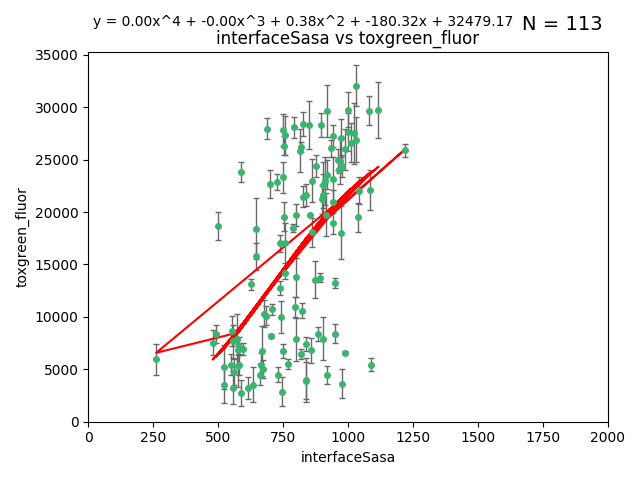 y = 0.00x^4 + -0.00x^3 + 0.38x^2 + -180.32x + 32479.17 N = 113
interfaceSasa vs toxgreen_fluor
35000
30000
25000
20000
15000
10000
5000
0
toxgreen_fluor
0 250 500 750 1000 1250 1500 1750 2000
interfaceSasa